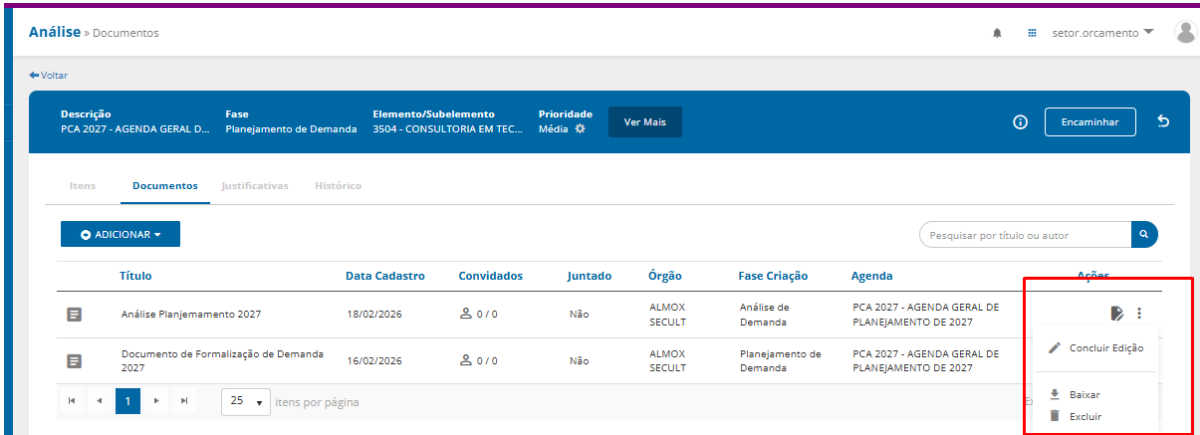 Análise » Documentos
setor.orcamento
Voltar
Descrição
PCA 2027 - AGENDA GERAL D...
Fase
Planejamento de Demanda
Elemento/Subelemento
3504 - CONSULTORIA EM TEC...
Prioridade
Média
Ver Mais
Encaminhar
Itens
Documentos
Justificativas
Histórico
ADICIONAR
Pesquisar por título ou autor
Título
Data Cadastro
Convidados
Juntado
Órgão
Fase Criação
Agenda
Ações
Análise Planjemamento 2027
18/02/2026
0 / 0
Não
ALMOX
SECULT
Análise de
Demanda
PCA 2027 - AGENDA GERAL DE
PLANEJAMENTO DE 2027
Documento de Formalização de Demanda
2027
16/02/2026
0 / 0
Não
ALMOX
SECULT
Planejamento de
Demanda
PCA 2027 - AGENDA GERAL DE
PLANEJAMENTO DE 2027
Concluir Edição
Baixar
Excluir
1
25
itens por página